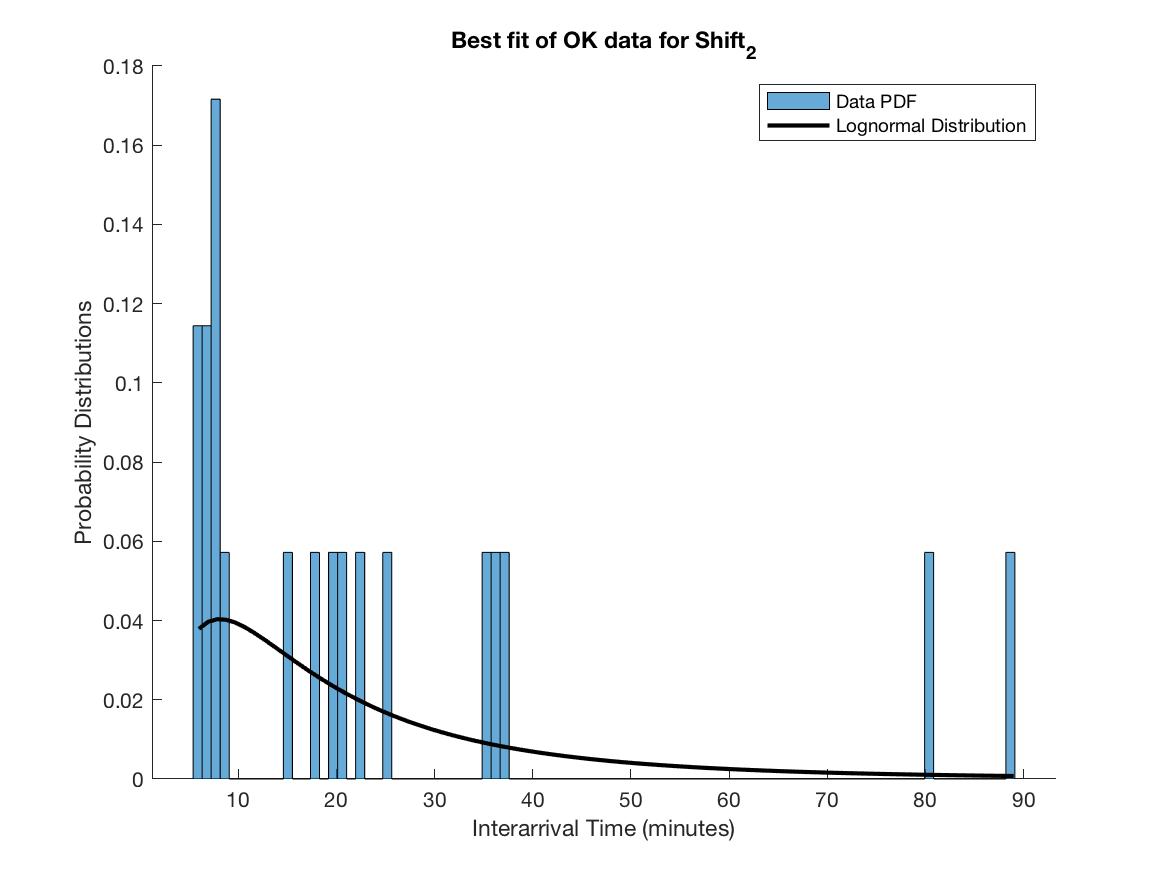 Best fit of OK data for Shift2
Data PDF
Lognormal Distribution
0.18
0.16
0.14
0.12
0.1
0.08
0.06
0.04
0.02
0
Probability Distributions
10 20 30 40 50 60 70 80 90
Interarrival Time (minutes)